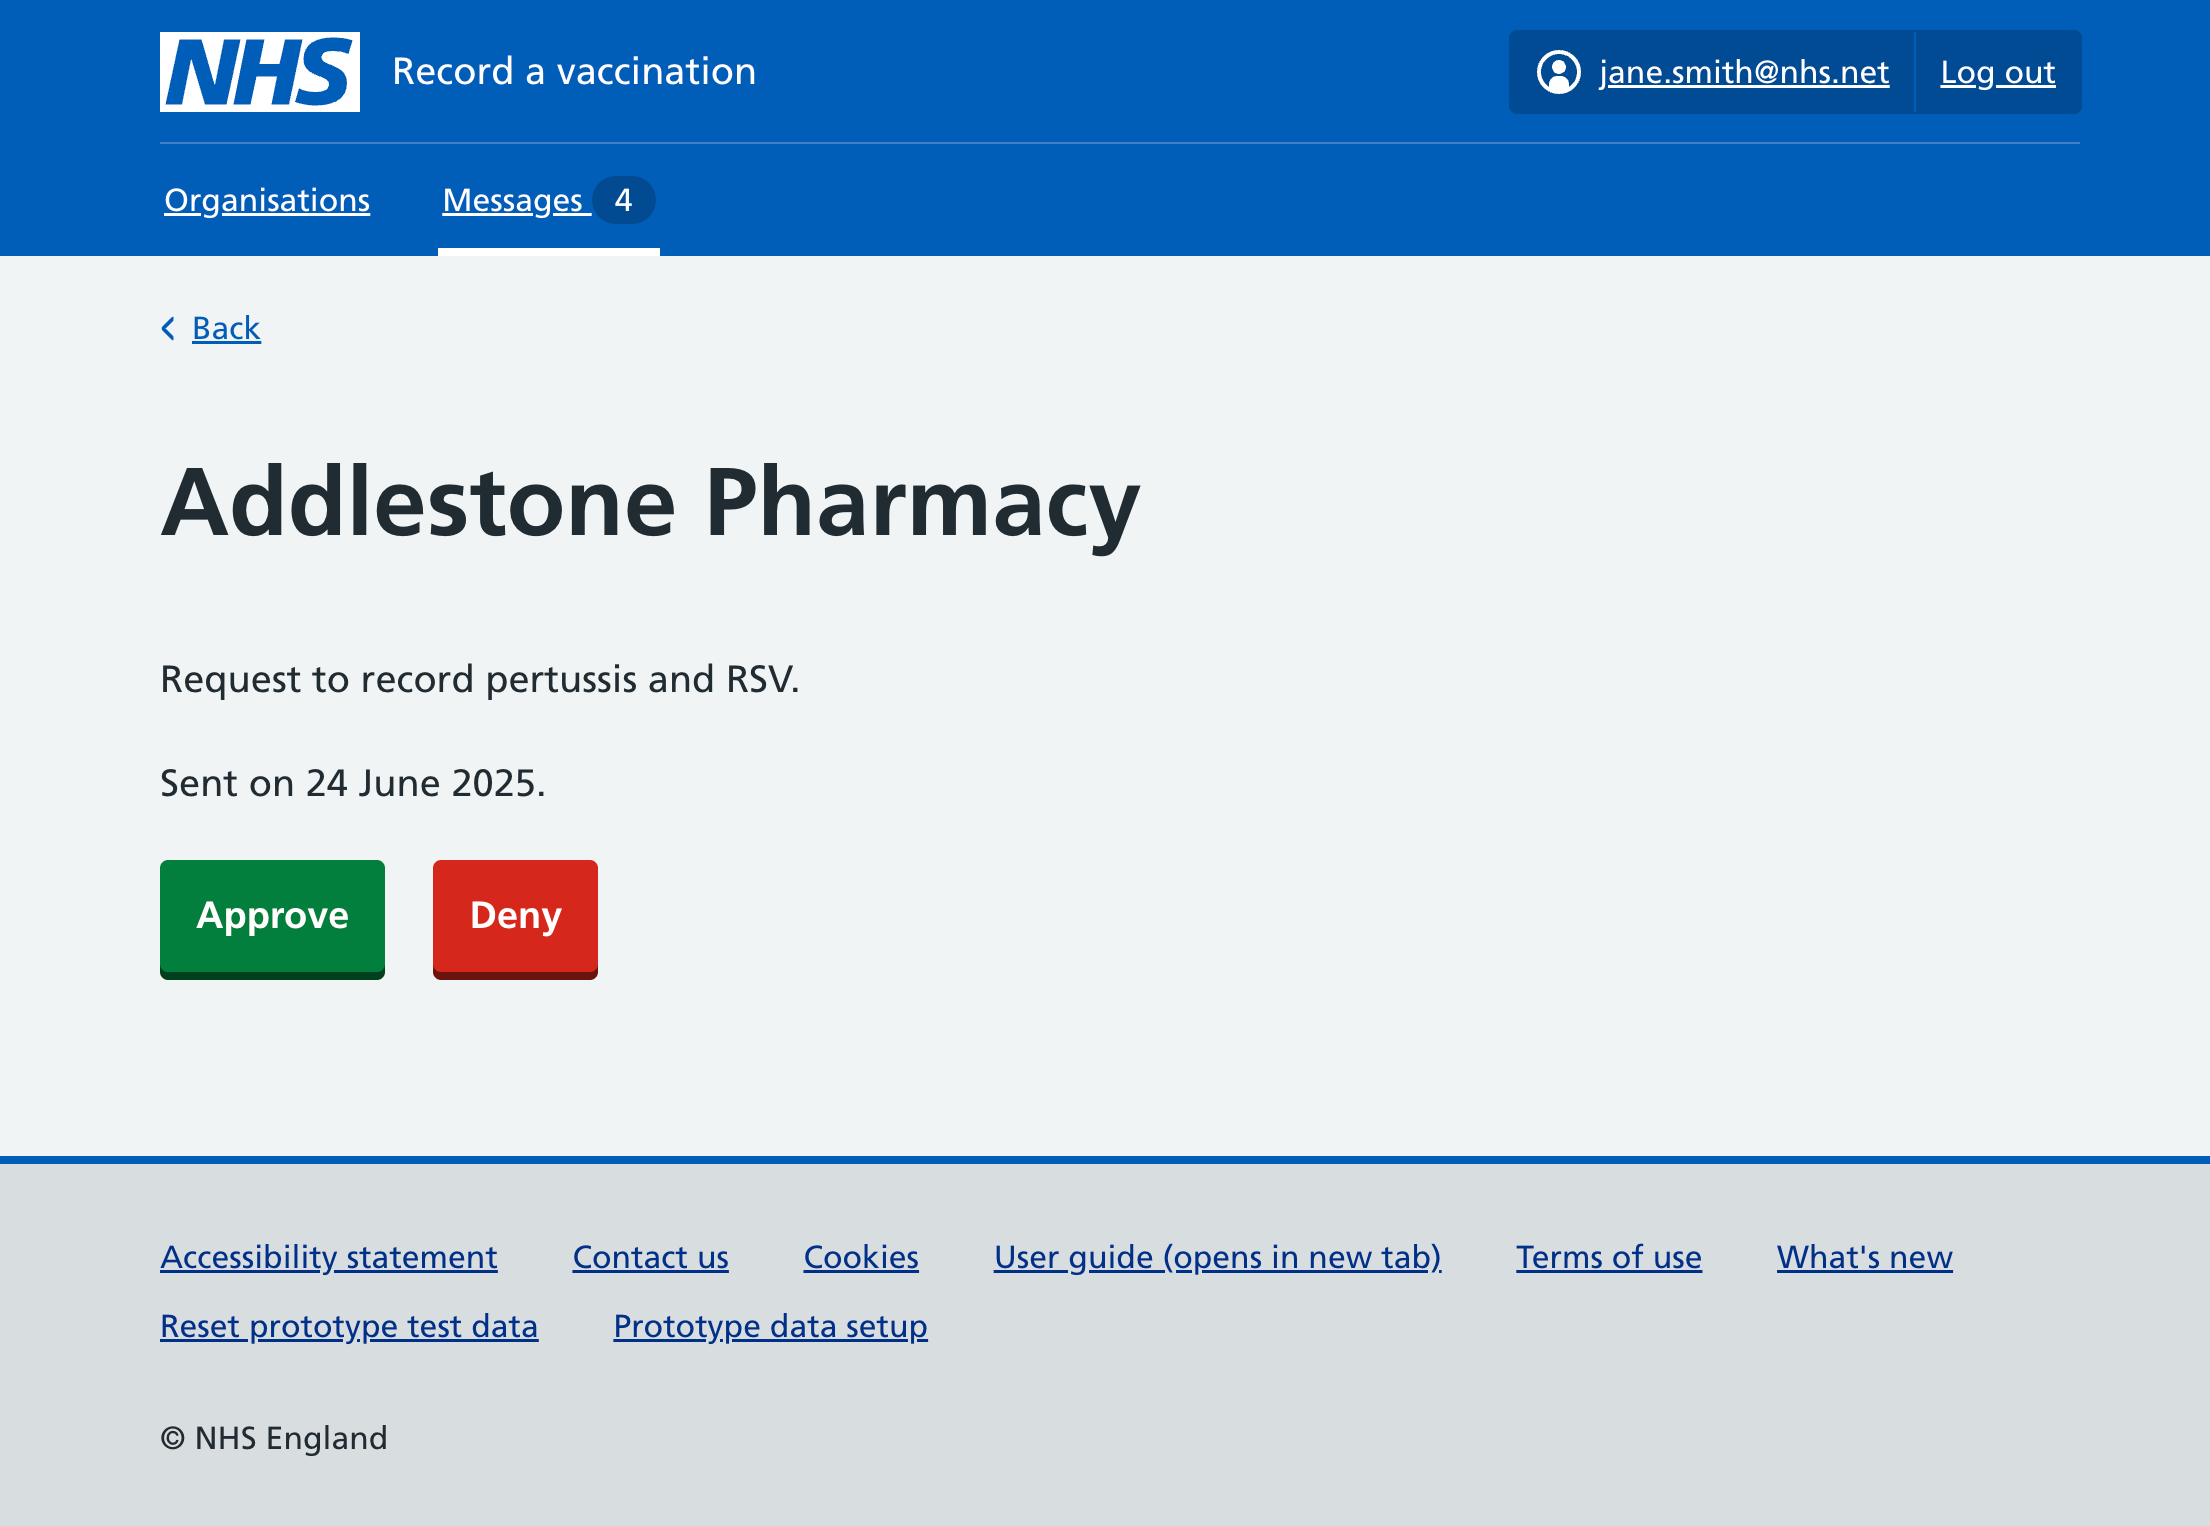 NHS Record a vaccination jane.smith@nhs.net Log out
Organisations Messages 4
Back
Addlestone Pharmacy
Request to record pertussis and RSV.
Sent on 24 June 2025.
Approve Deny
Accessibility statement Contact us Cookies User guide (opens in new tab) Terms of use What's new
Reset prototype test data Prototype data setup
© NHS England